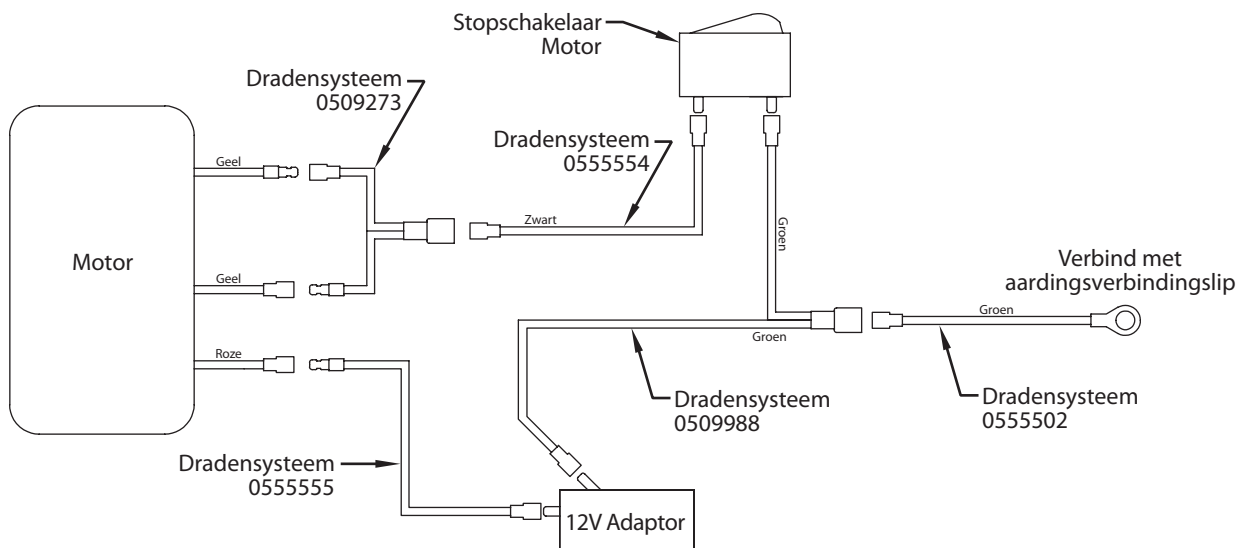 Stopschakelaar
Motor
Dradensysteem
0509273
Dradensysteem
0555554
Geel
Zwart
Groen
Motor
Geel
Verbind met
aardingsverbindingslip
Groen
Groen
Roze
Dradensysteem
0509988
Dradensysteem
0555502
Dradensysteem
0555555
12V Adaptor